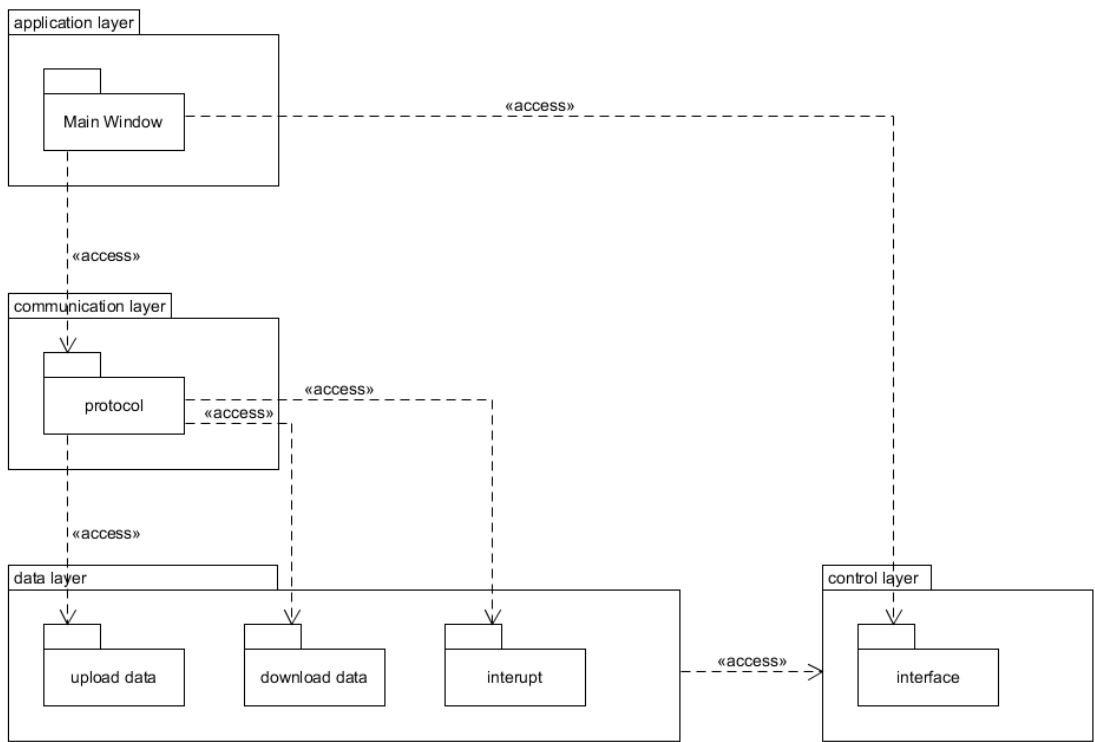 application layer
Main Window
«access»
«access»
communication layer
protocol
«access»
«access»
«access»
data layer
control layer
upload data
download data
interupt
«access»
interface